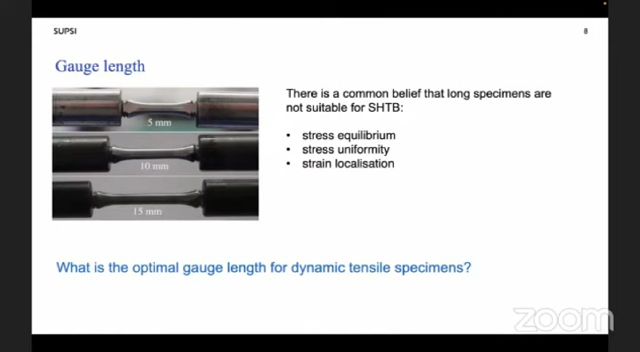 SUPSI
8
Gauge length
5 mm
10 mm
15 mm
There is a common belief that long specimens are
not suitable for SHTB:
• stress equilibrium
• stress uniformity
• strain localisation
What is the optimal gauge length for dynamic tensile specimens?
zoom